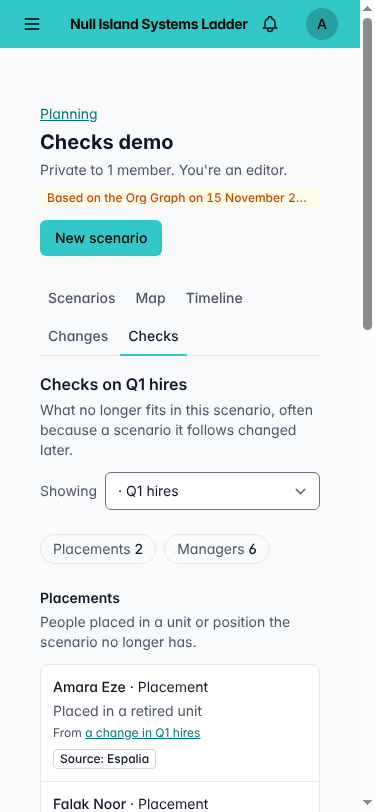 Null Island Systems Ladder
A
Planning
Checks demo
Private to 1 member. You're an editor.
Based on the Org Graph on 15 November 2...
New scenario
Scenarios Map Timeline
Changes Checks
Checks on Q1 hires
What no longer fits in this scenario, often
because a scenario it follows changed
later.
Showing · Q1 hires
Placements 2 Managers 6
Placements
People placed in a unit or position the
scenario no longer has.
Amara Eze · Placement
Placed in a retired unit
From a change in Q1 hires
Source: Espalia
Falak Noor · Placement